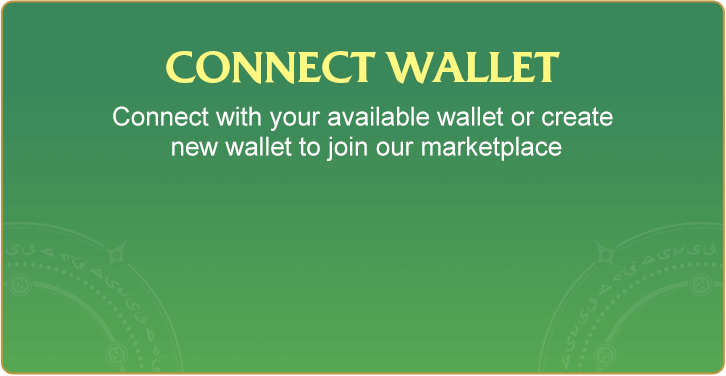 CONNECT WALLET
Connect with your available wallet or create
new wallet to join our marketplace